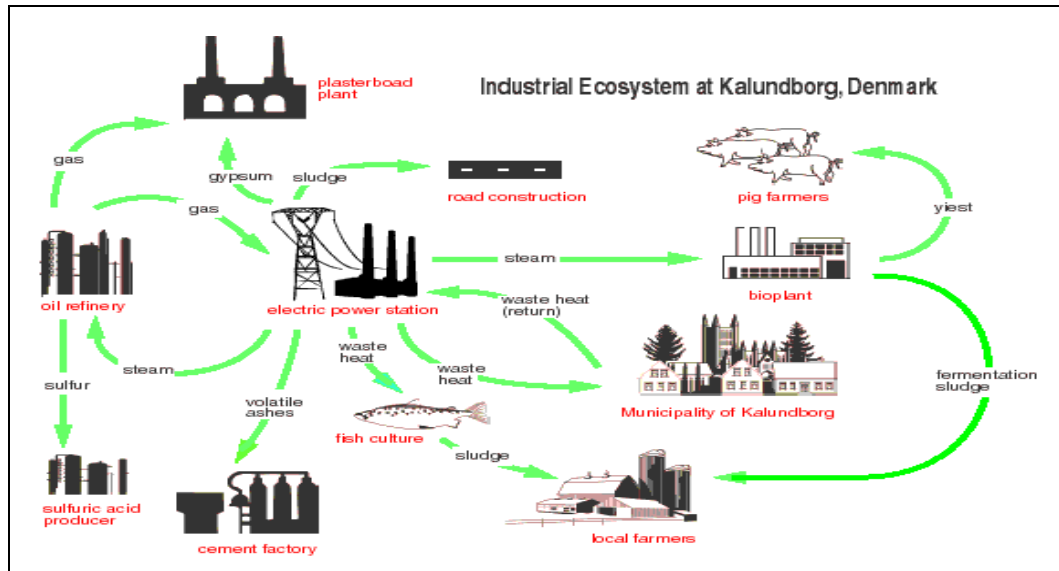 Industrial Ecosystem at Kalundborg, Denmark
plasterboad
plant
gas
gypsum
sludge
road construction
pig farmers
yiest
gas
oil refinery
electric power station
steam
bioplant
waste heat
(return)
sulfur
steam
volatile
ashes
waste
heat
waste
heat
fish culture
Municipality of Kalundborg
fermentation
sludge
sludge
sulfuric acid
producer
cement factory
local farmers